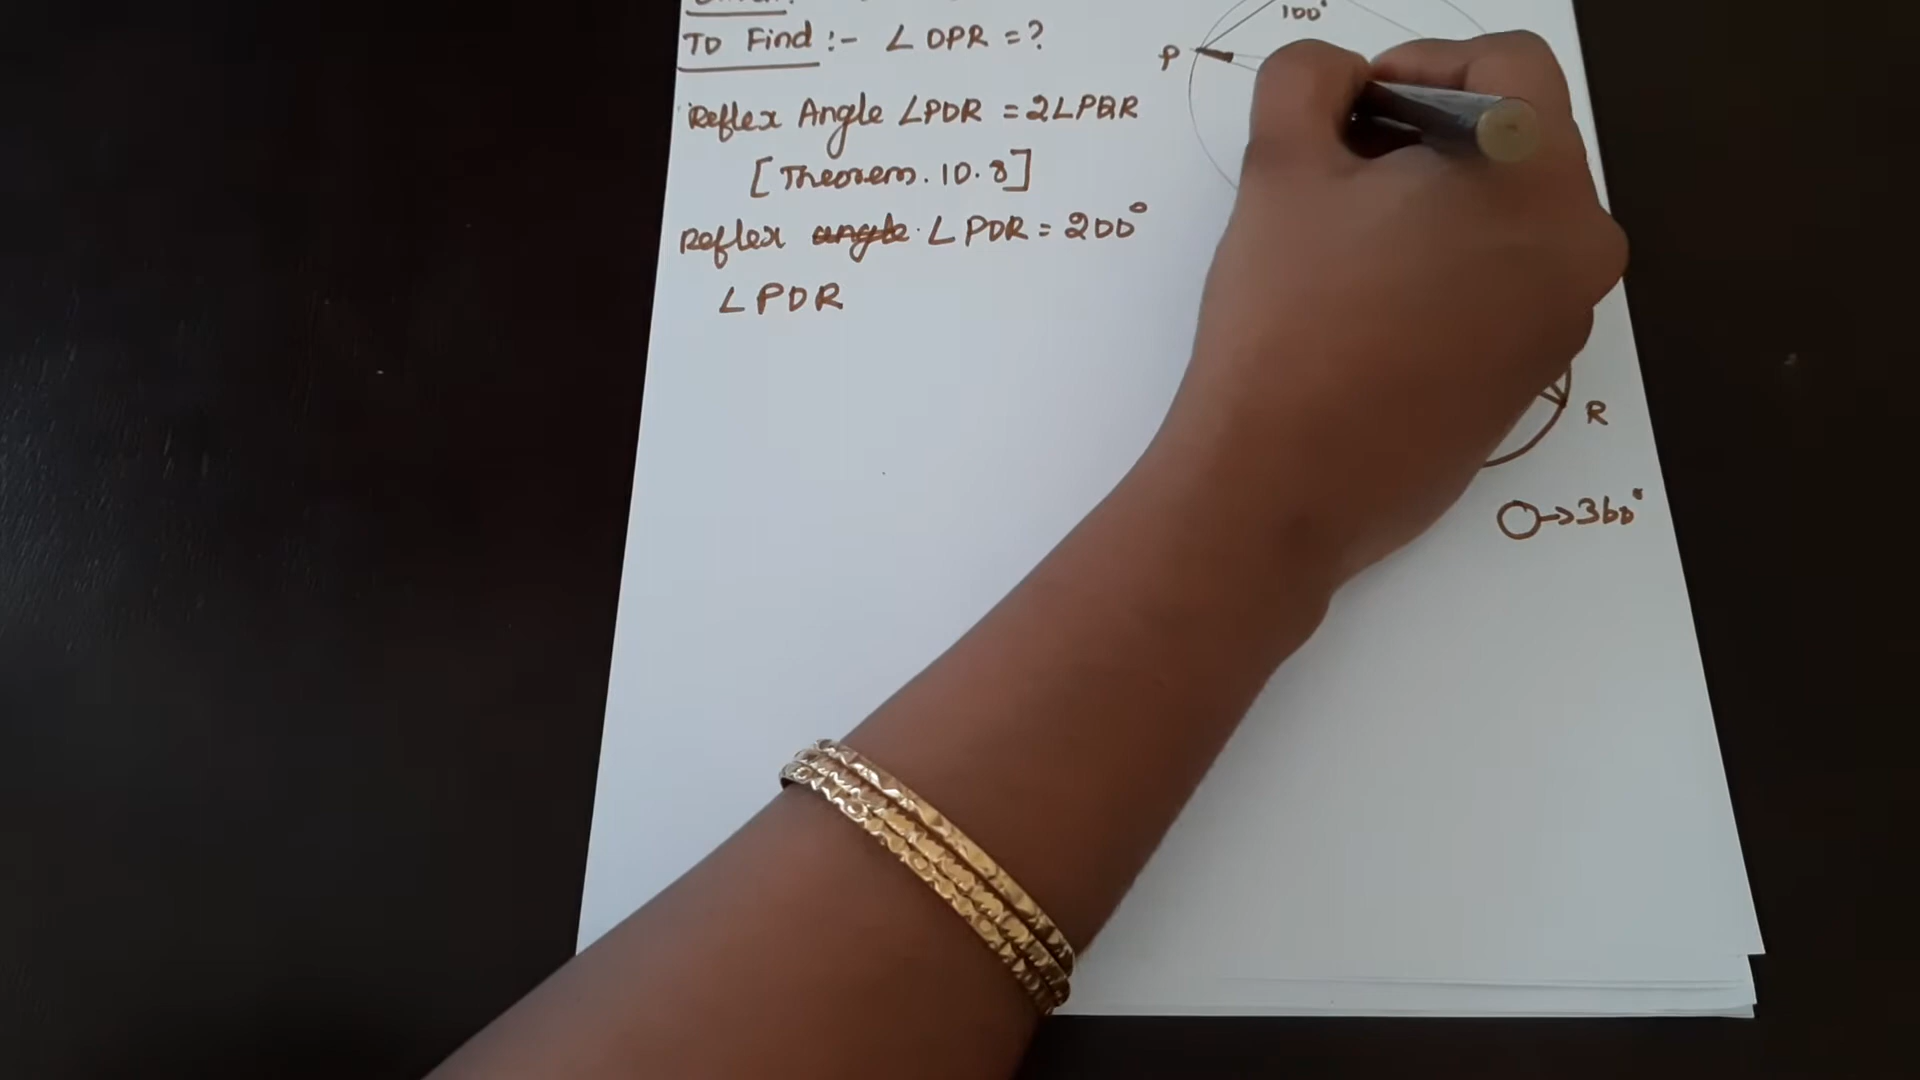 To Find :- ∠OPR = ?
Reflex Angle ∠POR = 2∠PQR
[Theorem. 10.8]
Reflex angle ∠POR = 200°
∠POR
100°
P
R
O→360°